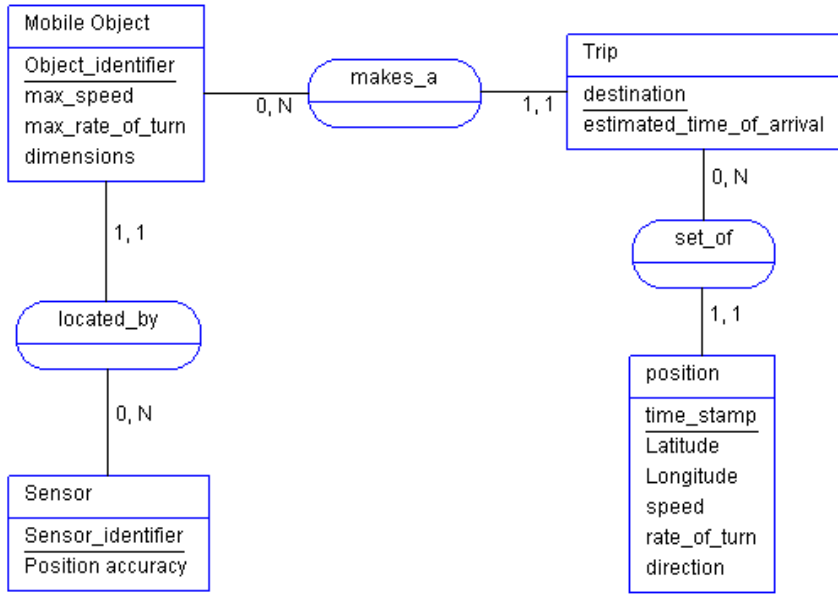 Mobile Object
Object_identifier
max_speed
max_rate_of_turn
dimensions
0, N
makes_a
1, 1
Trip
destination
estimated_time_of_arrival
1, 1
0, N
located_by
set_of
0, N
1, 1
Sensor
Sensor_identifier
Position accuracy
position
time_stamp
Latitude
Longitude
speed
rate_of_turn
direction